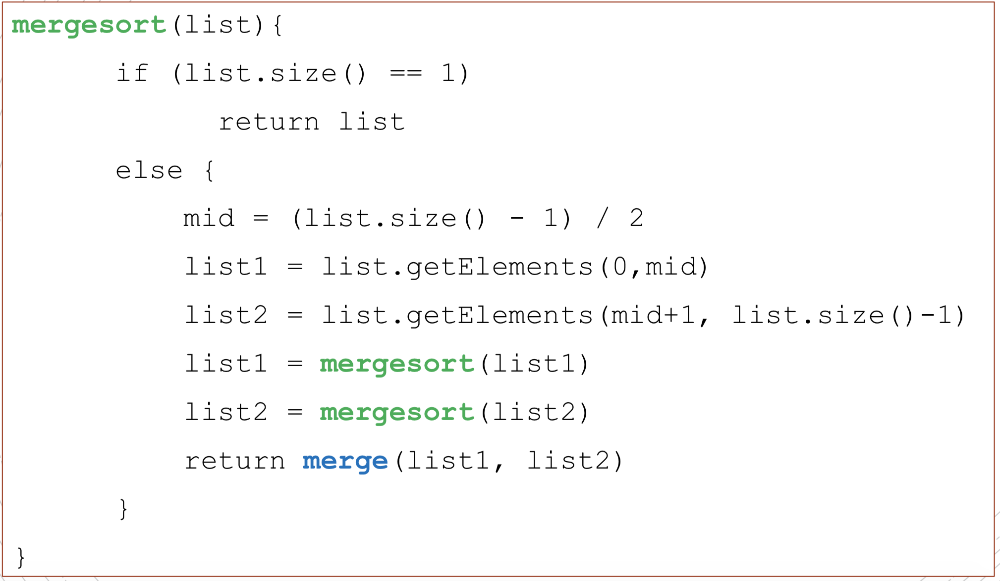 mergesort(list){
if (list.size() == 1)
return list
else {
mid = (list.size() - 1) / 2
list1 = list.getElements(0,mid)
list2 = list.getElements(mid+1, list.size()-1)
list1 = mergesort(list1)
list2 = mergesort(list2)
return merge(list1, list2)
}
}